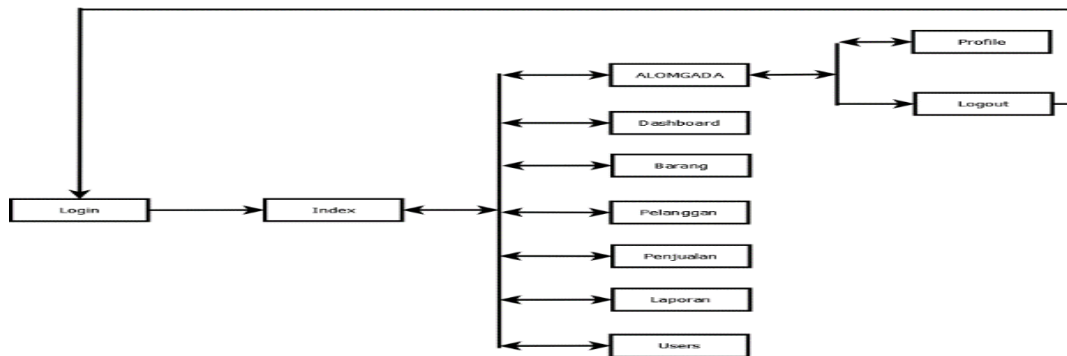 Profile
ALOMGADA
Logout
Dashboard
Barang
Login
Index
Pelanggan
Penjualan
Laporan
Users